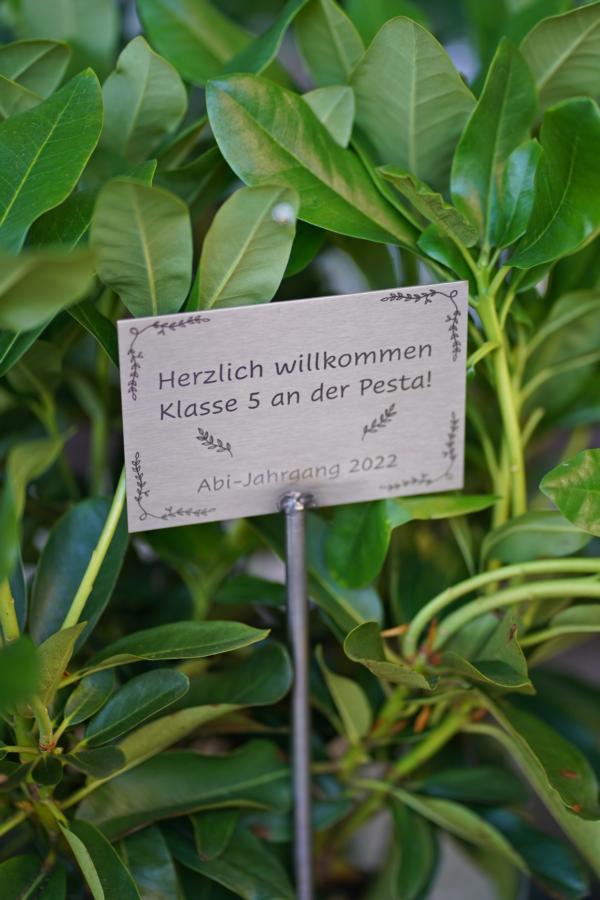 Herzlich willkommen
Klasse 5 an der Pesta!
Abi-Jahrgang 2022